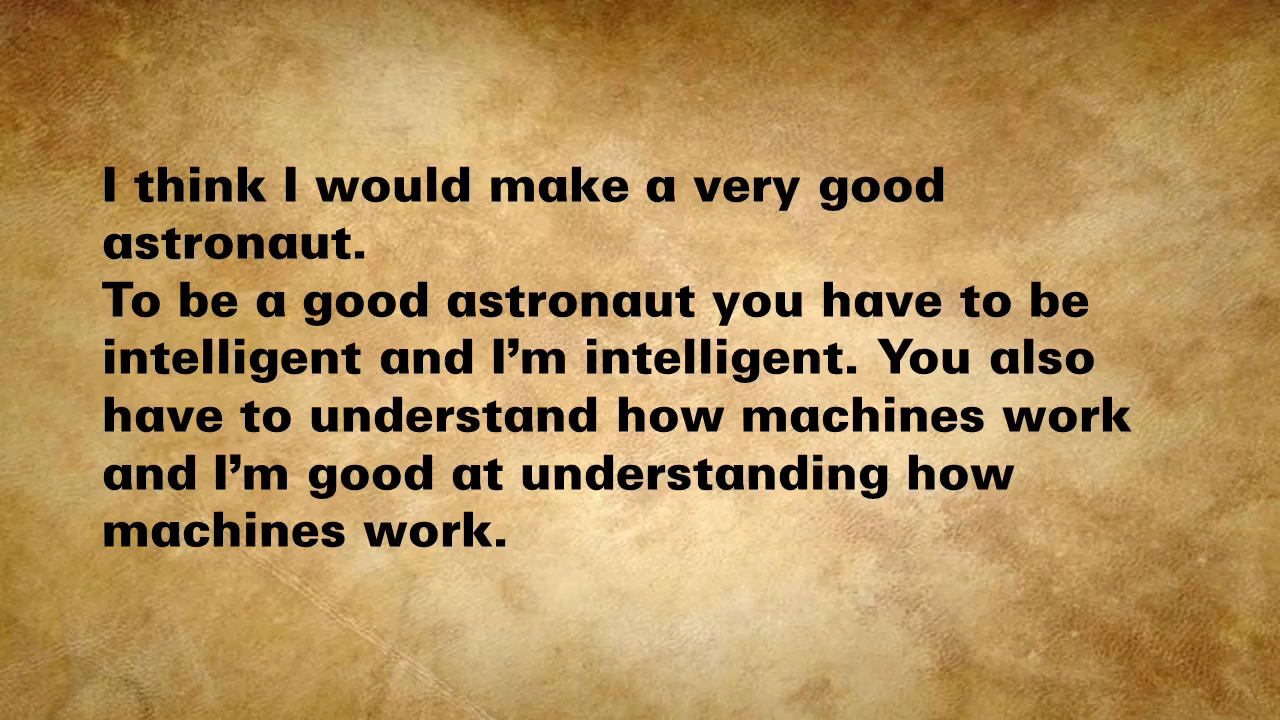 I think I would make a very good
astronaut.
To be a good astronaut you have to be
intelligent and I’m intelligent. You also
have to understand how machines work
and I’m good at understanding how
machines work.